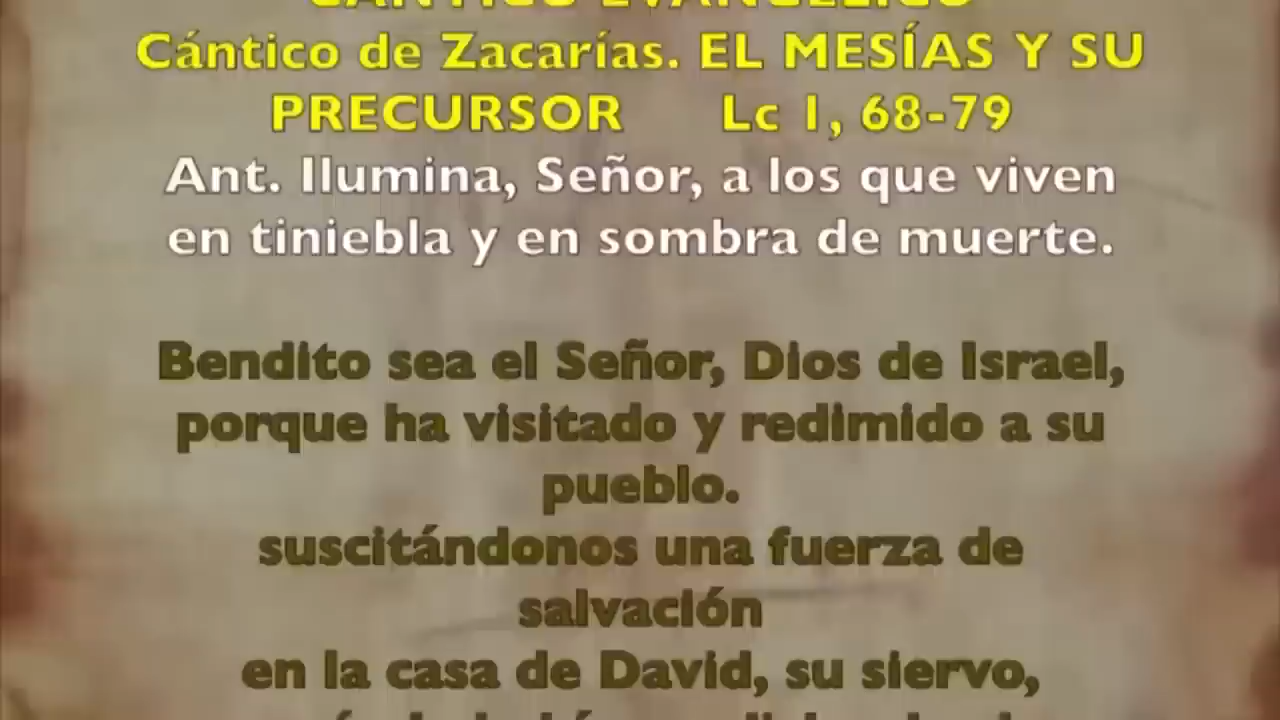 CÁNTICO EVANGÉLICO
Cántico de Zacarías. EL MESÍAS Y SU
PRECURSOR Lc 1, 68-79
Ant. Ilumina, Señor, a los que viven
en tiniebla y en sombra de muerte.
Bendito sea el Señor, Dios de Israel,
porque ha visitado y redimido a su
pueblo.
suscitándonos una fuerza de
salvación
en la casa de David, su siervo,